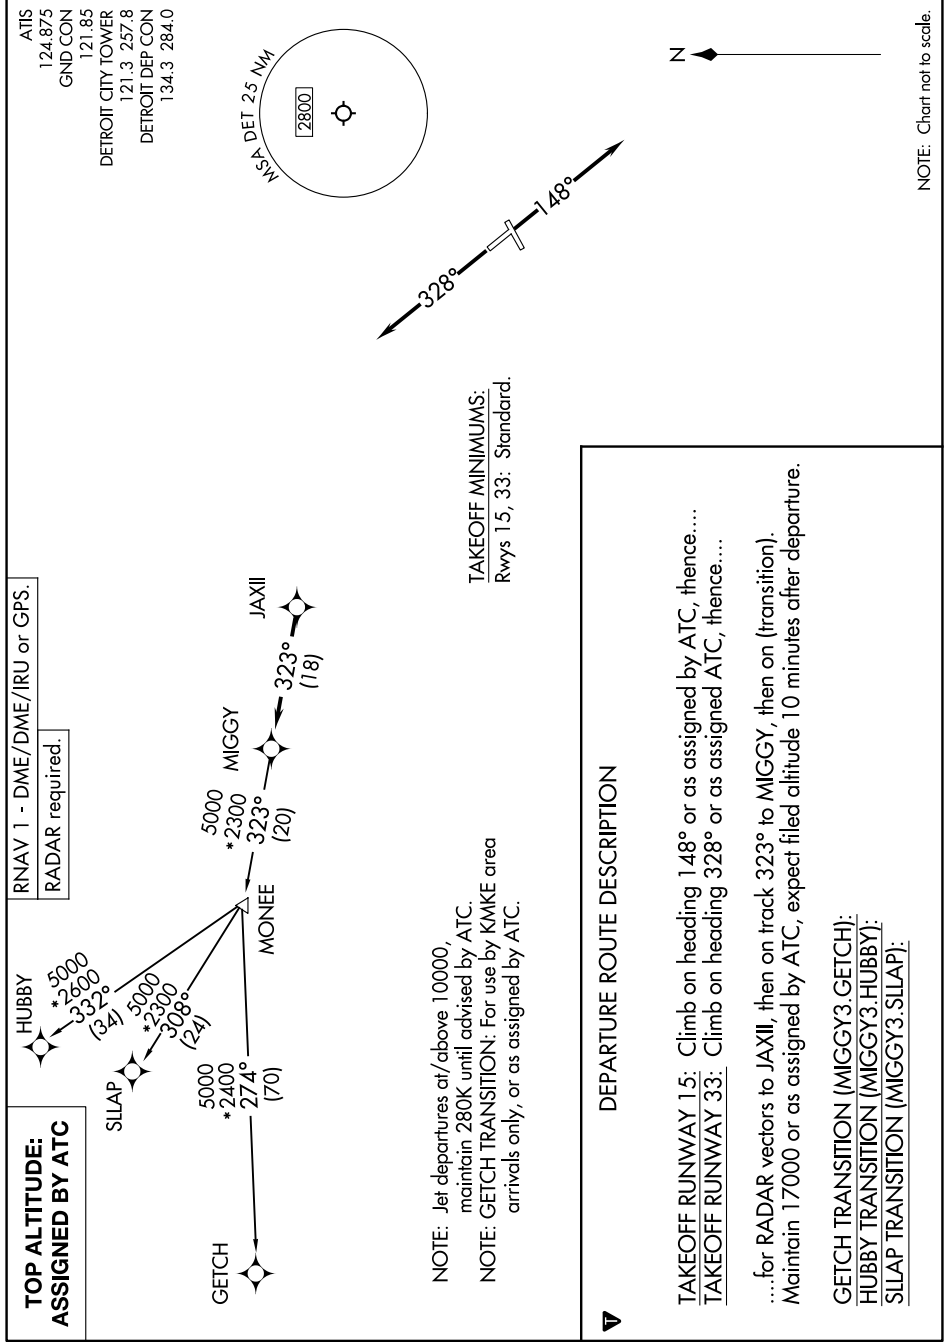 TOP ALTITUDE:
ASSIGNED BY ATC
RNAV 1 - DME/DME/IRU or GPS.
RADAR required.
ATIS
124.875
GND CON
121.85
DETROIT CITY TOWER
121.3 257.8
DETROIT DEP CON
134.3 284.0
HUBBY
5000
*2600
332°
(34)
SLLAP
5000
*2300
308°
(24)
GETCH
5000
*2400
274°
(70)
MONEE
5000
*2300
323°
(20)
MIGGY
323°
(18)
JAXII
MSA DET 25 NM
2800
328°
148°
N
NOTE: Jet departures at/above 10000,
maintain 280K until advised by ATC.
NOTE: GETCH TRANSITION: For use by KMKE area
arrivals only, or as assigned by ATC.
TAKEOFF MINIMUMS:
Rwys 15, 33: Standard.
NOTE: Chart not to scale.
T
DEPARTURE ROUTE DESCRIPTION
TAKEOFF RUNWAY 15: Climb on heading 148° or as assigned by ATC, thence....
TAKEOFF RUNWAY 33: Climb on heading 328° or as assigned ATC, thence....
....for RADAR vectors to JAXII, then on track 323° to MIGGY, then on (transition).
Maintain 17000 or as assigned by ATC, expect filed altitude 10 minutes after departure.
GETCH TRANSITION (MIGGY3.GETCH):
HUBBY TRANSITION (MIGGY3.HUBBY):
SLLAP TRANSITION (MIGGY3.SLLAP):